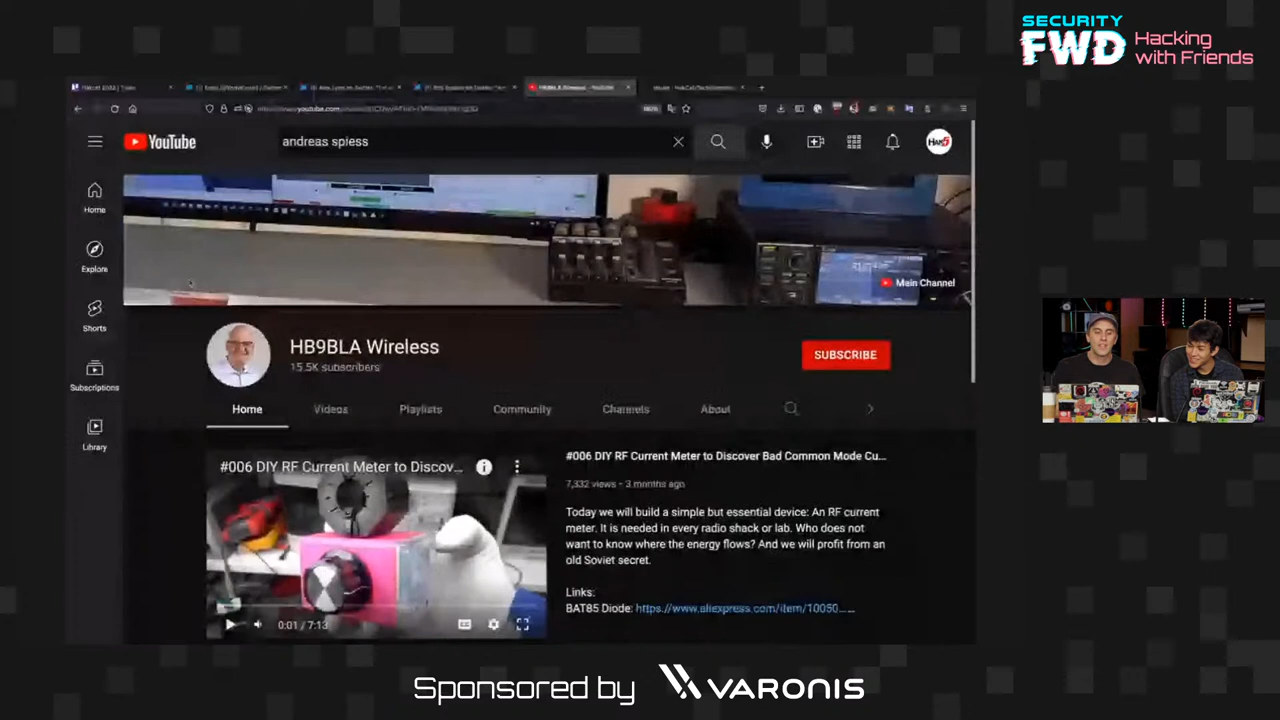 SECURITY
FWD
Hacking
with Friends
YouTube
andreas spiess
HAK5
Home
Explore
Shorts
Subscriptions
Library
Main Channel
HB9BLA Wireless
15.5K subscribers
SUBSCRIBE
Home
Videos
Playlists
Community
Channels
About
#006 DIY RF Current Meter to Discov...
0:01 / 7:13
#006 DIY RF Current Meter to Discover Bad Common Mode Cu...
7,332 views - 3 months ago
Today we will build a simple but essential device: An RF current
meter. It is needed in every radio shack or lab. Who does not
want to know where the energy flows? And we will profit from an
old Soviet secret.
Links:
BAT85 Diode: https://www.aliexpress.com/item/10050...
Sponsored by VARONIS